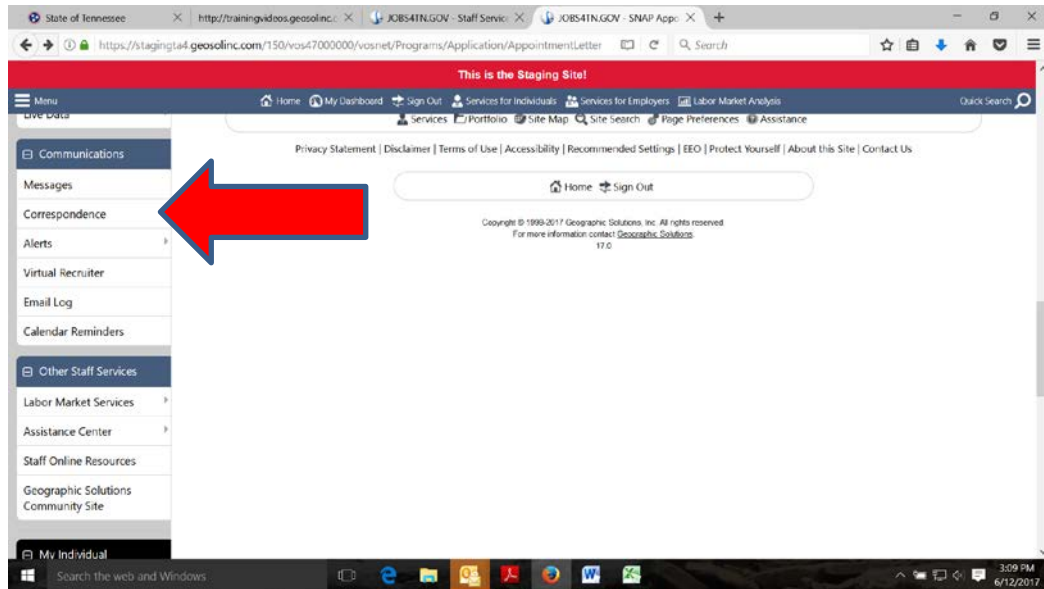 State of Tennessee
http://trainingvideos.geosolinc.c
JOBS4TN.GOV - Staff Servic
JOBS4TN.GOV - SNAP Appo
https://stagingta4.geosolinc.com/150/vos47000000/vosnet/Programs/Application/AppointmentLetter
Search
This is the Staging Site!
Menu
Home My Dashboard Sign Out Services for Individuals Services for Employers Labor Market Analysis
Quick Search
Live Data
Services Portfolio Site Map Site Search Page Preferences Assistance
Communications
Privacy Statement | Disclaimer | Terms of Use | Accessibility | Recommended Settings | EEO | Protect Yourself | About this Site | Contact Us
Messages
Home Sign Out
Correspondence
Copyright © 1998-2017 Geographic Solutions, Inc. All rights reserved
For more information contact Geographic Solutions.
17.0
Alerts
Virtual Recruiter
Email Log
Calendar Reminders
Other Staff Services
Labor Market Services
Assistance Center
Staff Online Resources
Geographic Solutions
Community Site
My Individual
Search the web and Windows
3:09 PM
6/12/2017